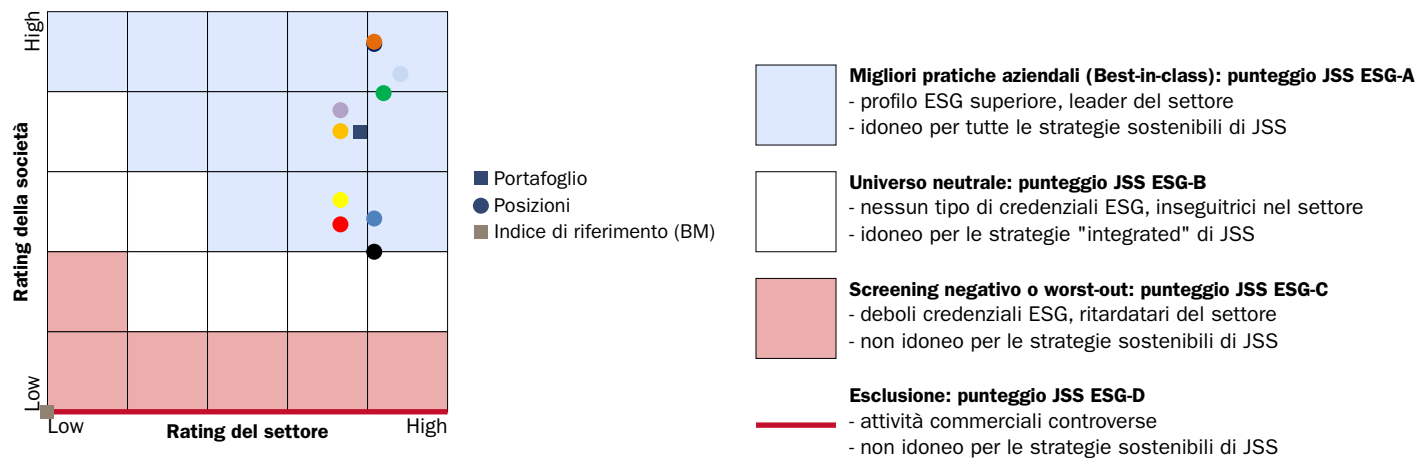 High
Rating della società
Low
Low
Rating del settore
High
Portafoglio
Posizioni
Indice di riferimento (BM)
Migliori pratiche aziendali (Best-in-class): punteggio JSS ESG-A
- profilo ESG superiore, leader del settore
- idoneo per tutte le strategie sostenibili di JSS
Universo neutrale: punteggio JSS ESG-B
- nessun tipo di credenziali ESG, inseguitrici nel settore
- idoneo per le strategie "integrated" di JSS
Screening negativo o worst-out: punteggio JSS ESG-C
- deboli credenziali ESG, ritardatari del settore
- non idoneo per le strategie sostenibili di JSS
Esclusione: punteggio JSS ESG-D
- attività commerciali controverse
- non idoneo per le strategie sostenibili di JSS